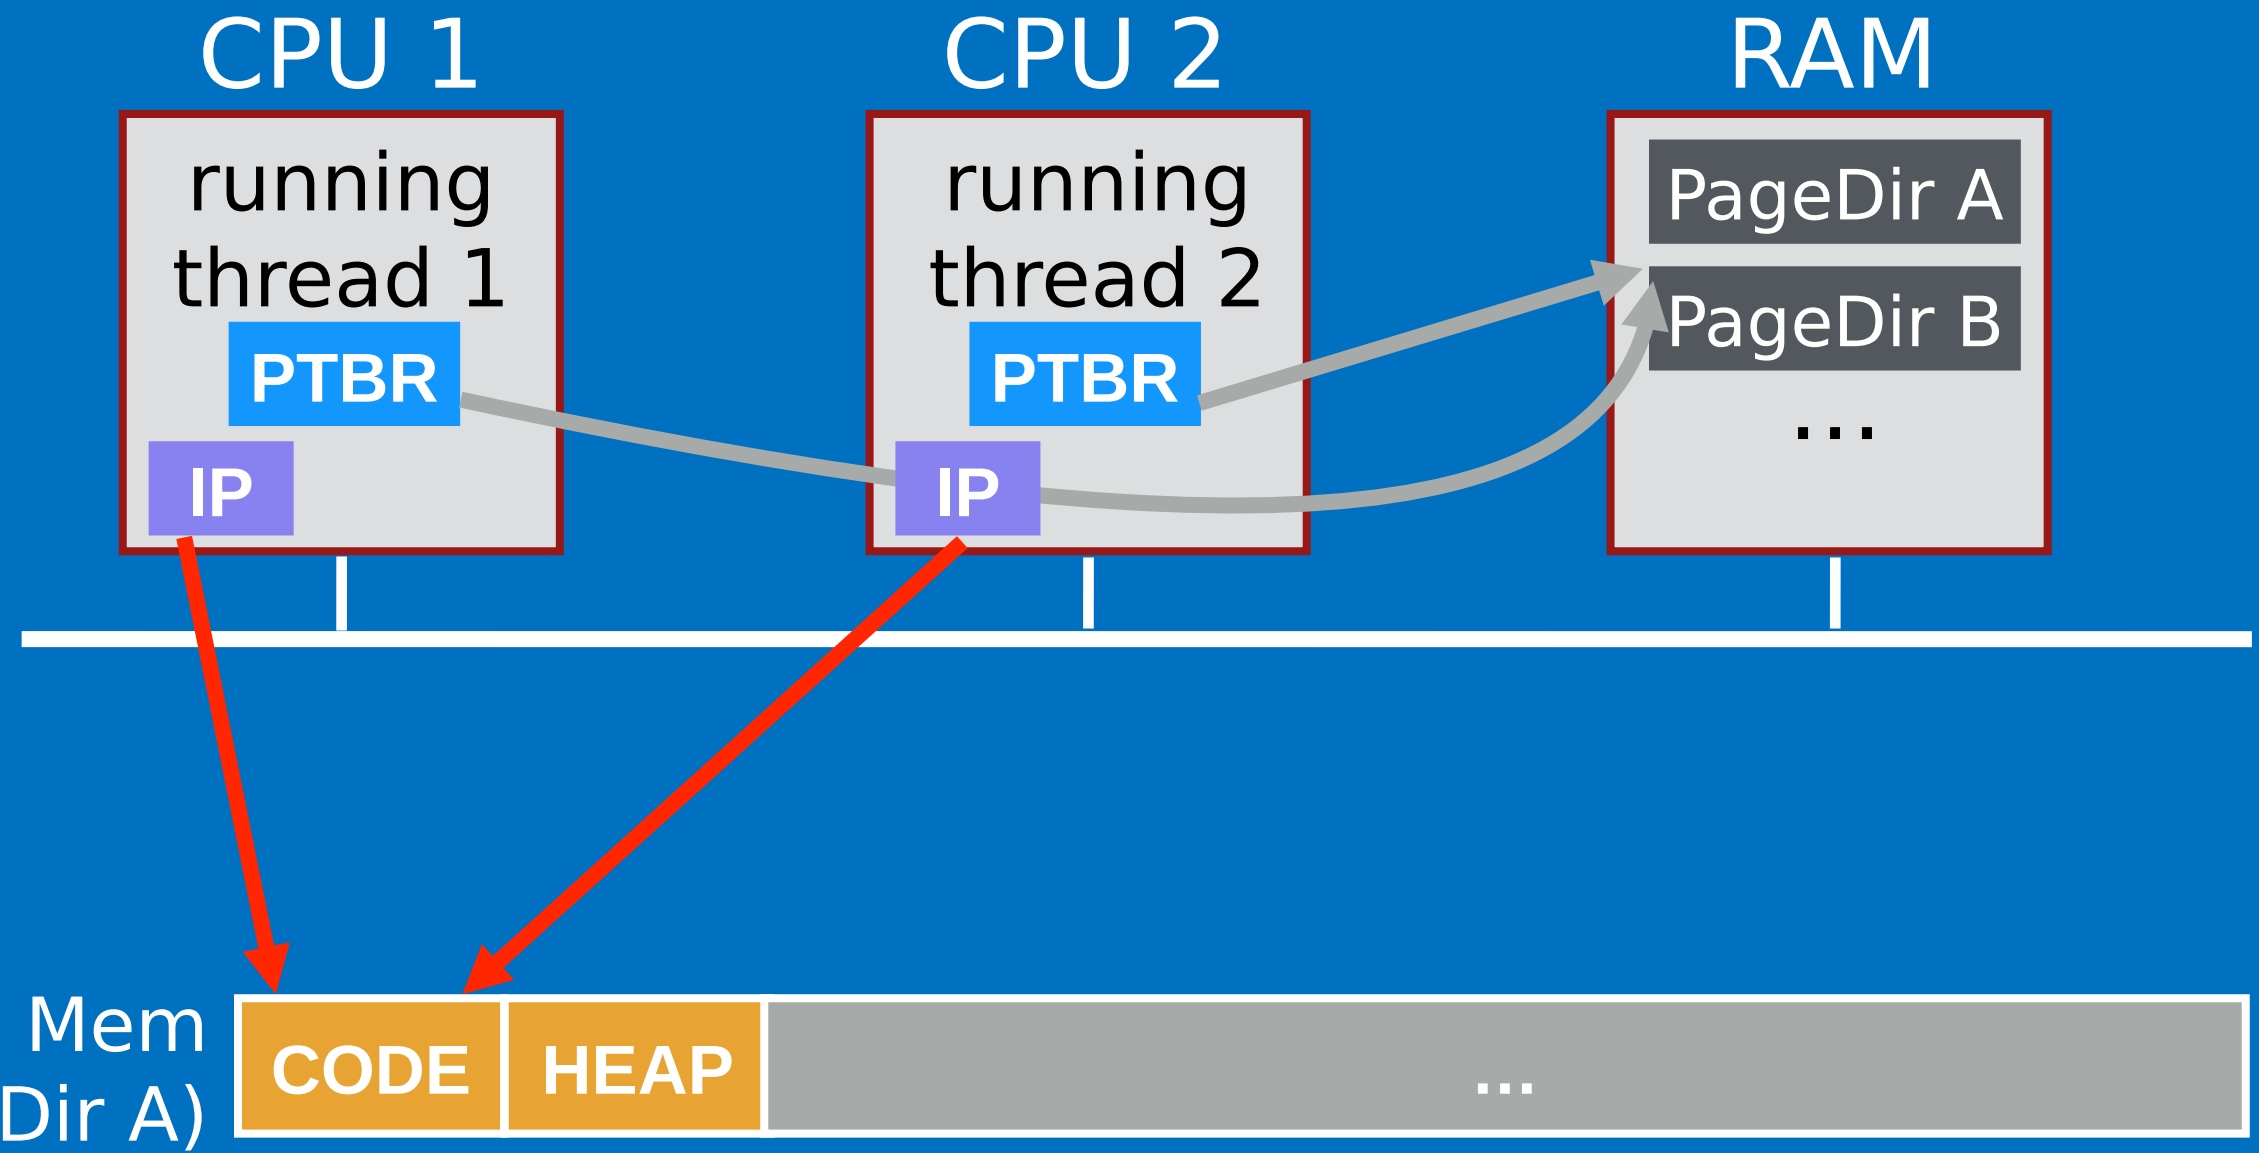 CPU 1
CPU 2
RAM
running
thread 1
PTBR
IP
running
thread 2
PTBR
IP
PageDir A
PageDir B
...
Mem
Dir A)
CODE
HEAP
...